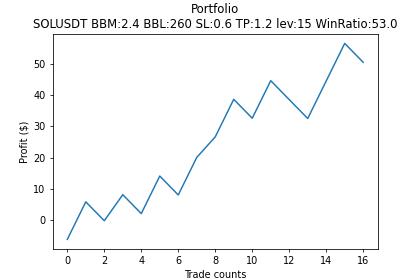 Portfolio
SOLUSDT BBM:2.4 BBL:260 SL:0.6 TP:1.2 lev:15 WinRatio:53.0
50
40
30
20
10
0
Profit ($)
0 2 4 6 8 10 12 14 16
Trade counts